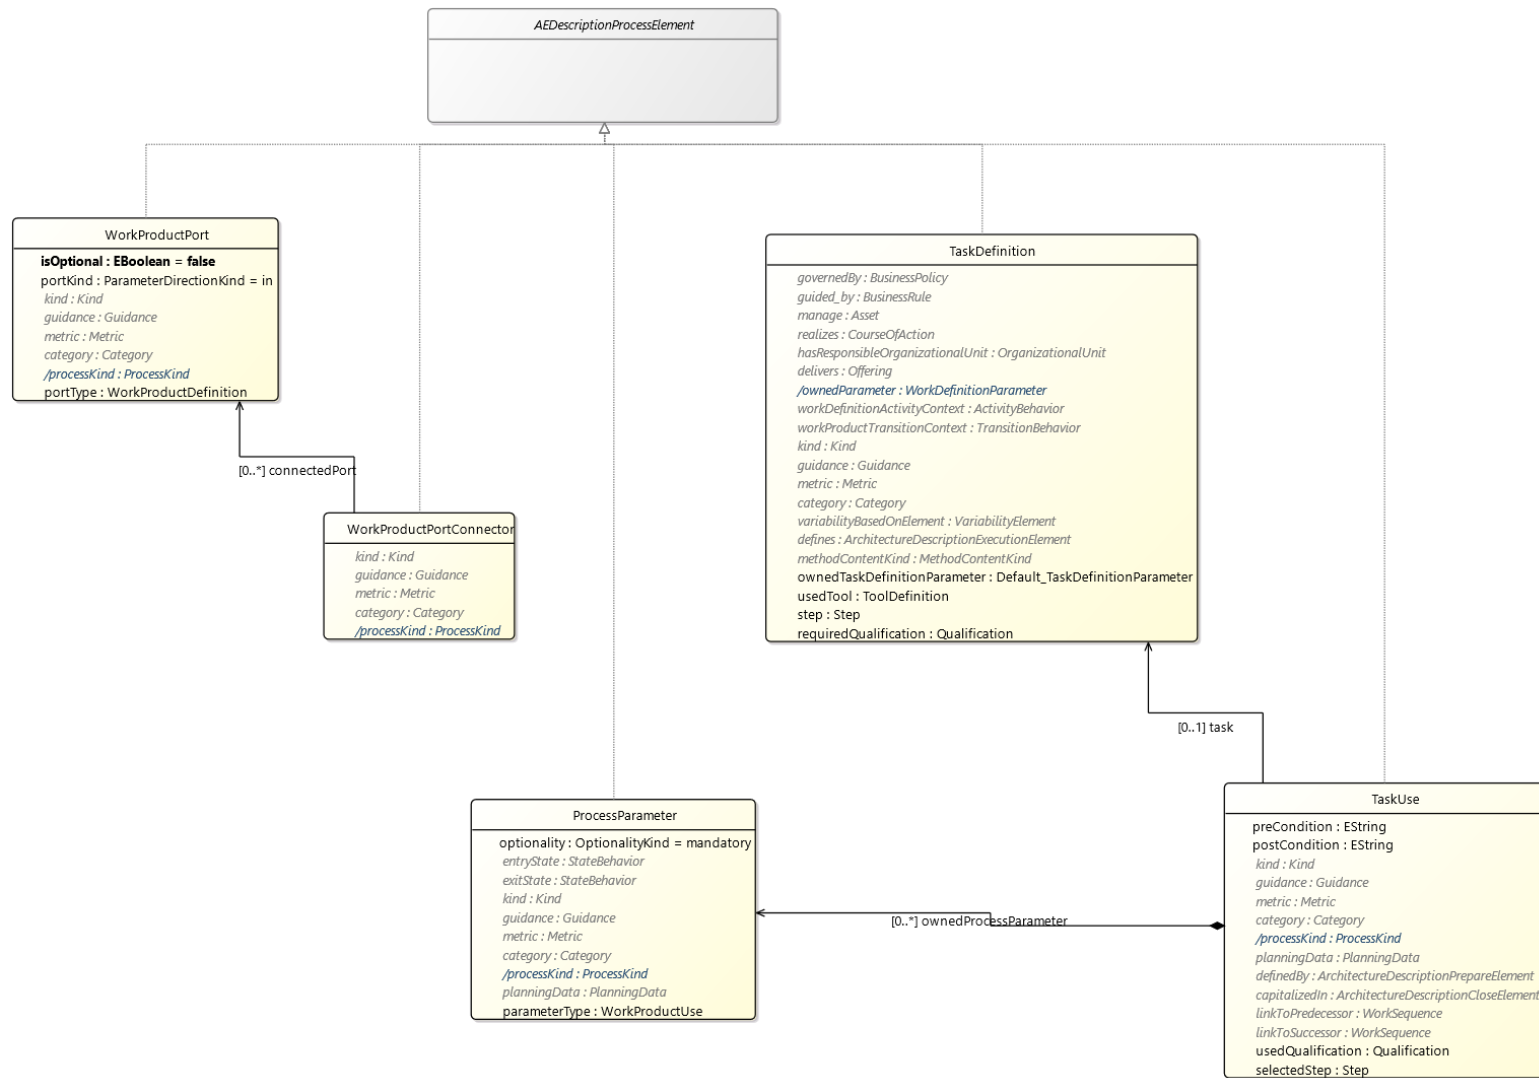 AEDescriptionProcessElement
WorkProductPort
isOptional : EBoolean = false
portKind : ParameterDirectionKind = in
kind : Kind
guidance : Guidance
metric : Metric
category : Category
/processKind : ProcessKind
portType : WorkProductDefinition
[0..*] connectedPort
WorkProductPortConnector
kind : Kind
guidance : Guidance
metric : Metric
category : Category
/processKind : ProcessKind
TaskDefinition
governedBy : BusinessPolicy
guided_by : BusinessRule
manage : Asset
realizes : CourseOfAction
hasResponsibleOrganizationalUnit : OrganizationalUnit
delivers : Offering
/ownedParameter : WorkDefinitionParameter
workDefinitionActivityContext : ActivityBehavior
workProductTransitionContext : TransitionBehavior
kind : Kind
guidance : Guidance
metric : Metric
category : Category
variabilityBasedOnElement : VariabilityElement
defines : ArchitectureDescriptionExecutionElement
methodContentKind : MethodContentKind
ownedTaskDefinitionParameter : Default_TaskDefinitionParameter
usedTool : ToolDefinition
step : Step
requiredQualification : Qualification
[0..1] task
ProcessParameter
optionality : OptionalityKind = mandatory
entryState : StateBehavior
exitState : StateBehavior
kind : Kind
guidance : Guidance
metric : Metric
category : Category
/processKind : ProcessKind
planningData : PlanningData
parameterType : WorkProductUse
[0..*] ownedProcessParameter
TaskUse
preCondition : EString
postCondition : EString
kind : Kind
guidance : Guidance
metric : Metric
category : Category
/processKind : ProcessKind
planningData : PlanningData
definedBy : ArchitectureDescriptionPrepareElement
capitalizedIn : ArchitectureDescriptionCloseElement
linkToPredecessor : WorkSequence
linkToSuccessor : WorkSequence
usedQualification : Qualification
selectedStep : Step